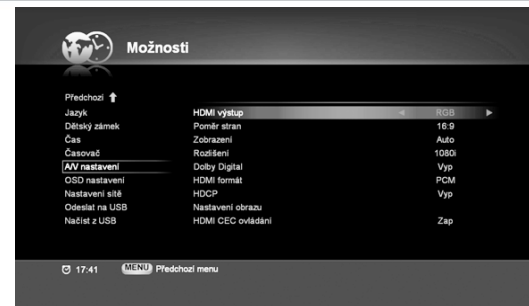 Možnosti
Předchozí
Jazyk
Dětský zámek
Čas
Časovač
A/V nastavení
OSD nastavení
Nastavení sítě
Odeslat na USB
Načíst z USB
HDMI výstup RGB
Poměr stran 16:9
Zobrazení Auto
Rozlišení 1080i
Dolby Digital Vyp
HDMI formát PCM
HDCP Vyp
Nastavení obrazu
HDMI CEC ovládání Zap
17:41 MENU Předchozí menu